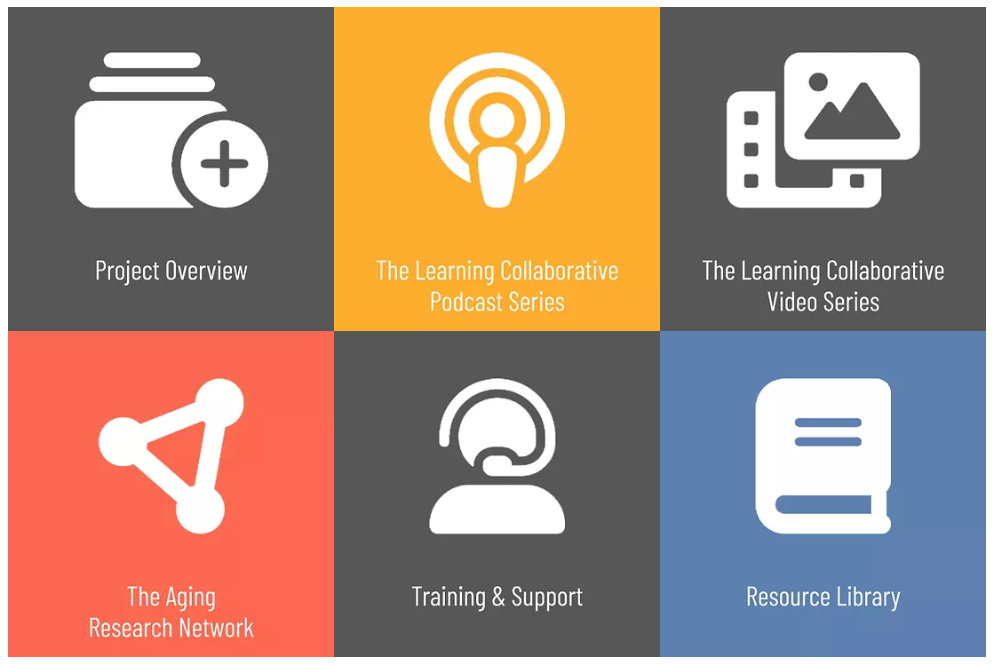 Project Overview
The Learning Collaborative
Podcast Series
The Learning Collaborative
Video Series
The Aging
Research Network
Training & Support
Resource Library